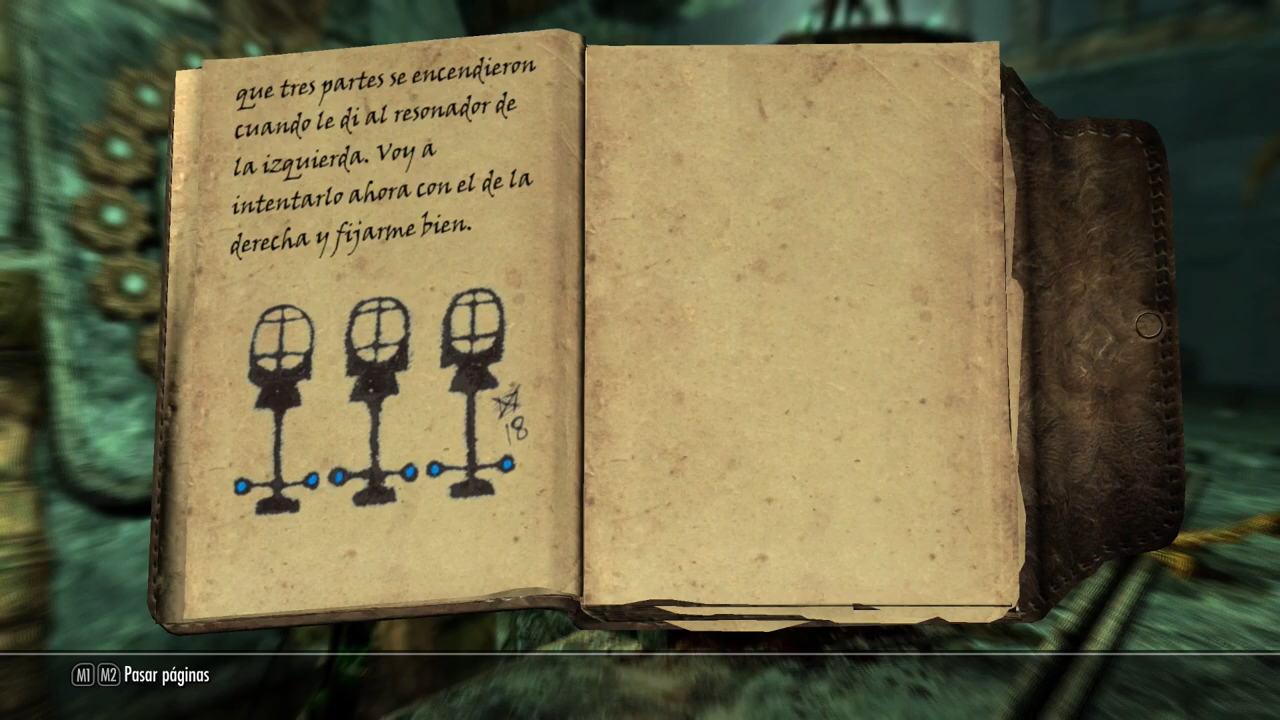 que tres partes se encendieron
cuando le di al resonador de
la izquierda. Voy a
intentarlo ahora con el de la
derecha y fijarme bien.
18
M1 M2 Pasar páginas